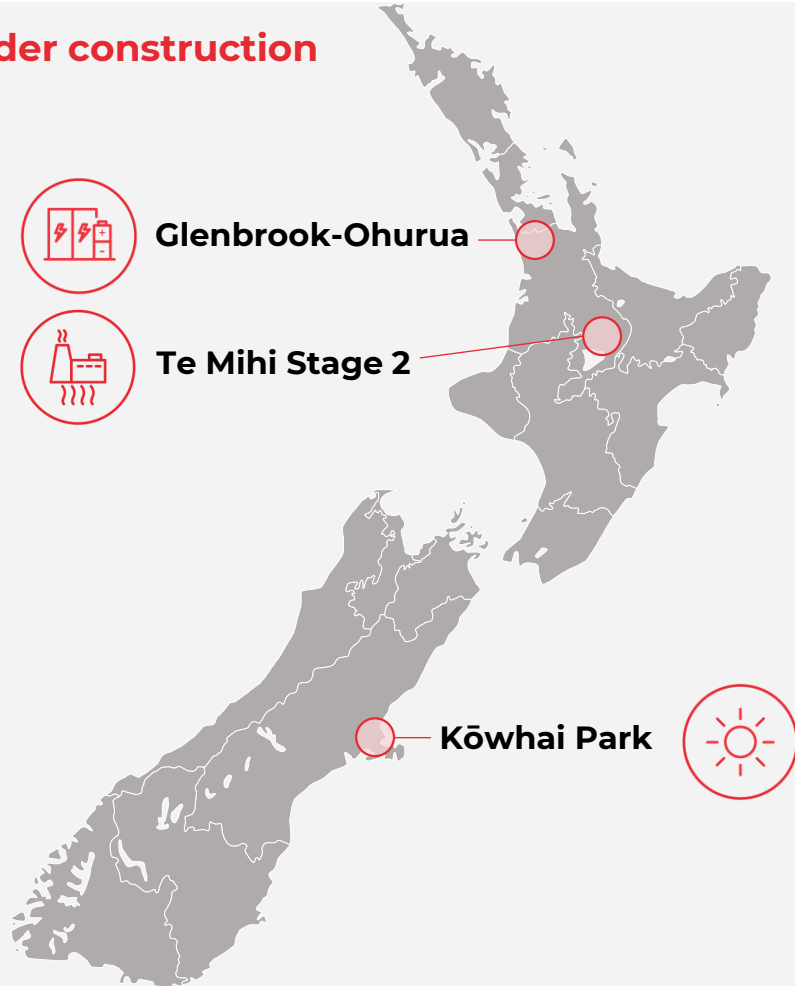 der construction
Glenbrook-Ohurua
Te Mihi Stage 2
Kōwhai Park